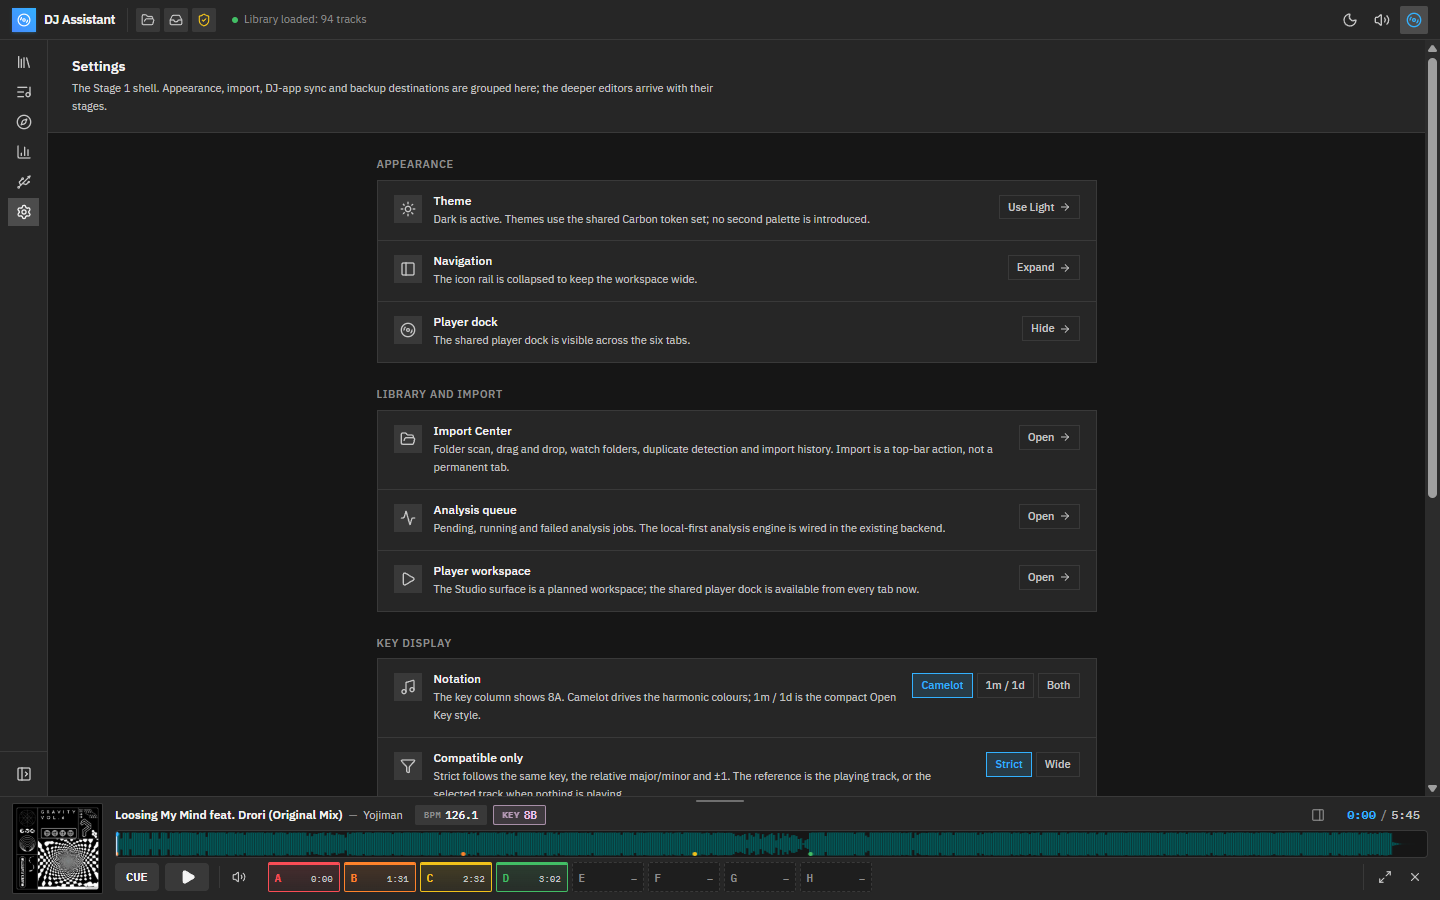 DJ Assistant
Library loaded: 94 tracks
Settings
The Stage 1 shell. Appearance, import, DJ-app sync and backup destinations are grouped here; the deeper editors arrive with their
stages.
APPEARANCE
Theme
Dark is active. Themes use the shared Carbon token set; no second palette is introduced.
Use Light
Navigation
The icon rail is collapsed to keep the workspace wide.
Expand
Player dock
The shared player dock is visible across the six tabs.
Hide
LIBRARY AND IMPORT
Import Center
Folder scan, drag and drop, watch folders, duplicate detection and import history. Import is a top-bar action, not a
permanent tab.
Open
Analysis queue
Pending, running and failed analysis jobs. The local-first analysis engine is wired in the existing backend.
Open
Player workspace
The Studio surface is a planned workspace; the shared player dock is available from every tab now.
Open
KEY DISPLAY
Notation
The key column shows 8A. Camelot drives the harmonic colours; 1m / 1d is the compact Open
Key style.
Camelot 1m / 1d Both
Compatible only
Strict follows the same key, the relative major/minor and ±1. The reference is the playing track, or the
selected track when nothing is playing.
Strict Wide
GRAVITY
VOL.
Loosing My Mind feat. Drori (Original Mix) — Yojiman BPM 126.1 KEY 8B
0:00 / 5:45
CUE
A 0:00 B 1:31 C 2:32 D 3:02 E – F – G – H –